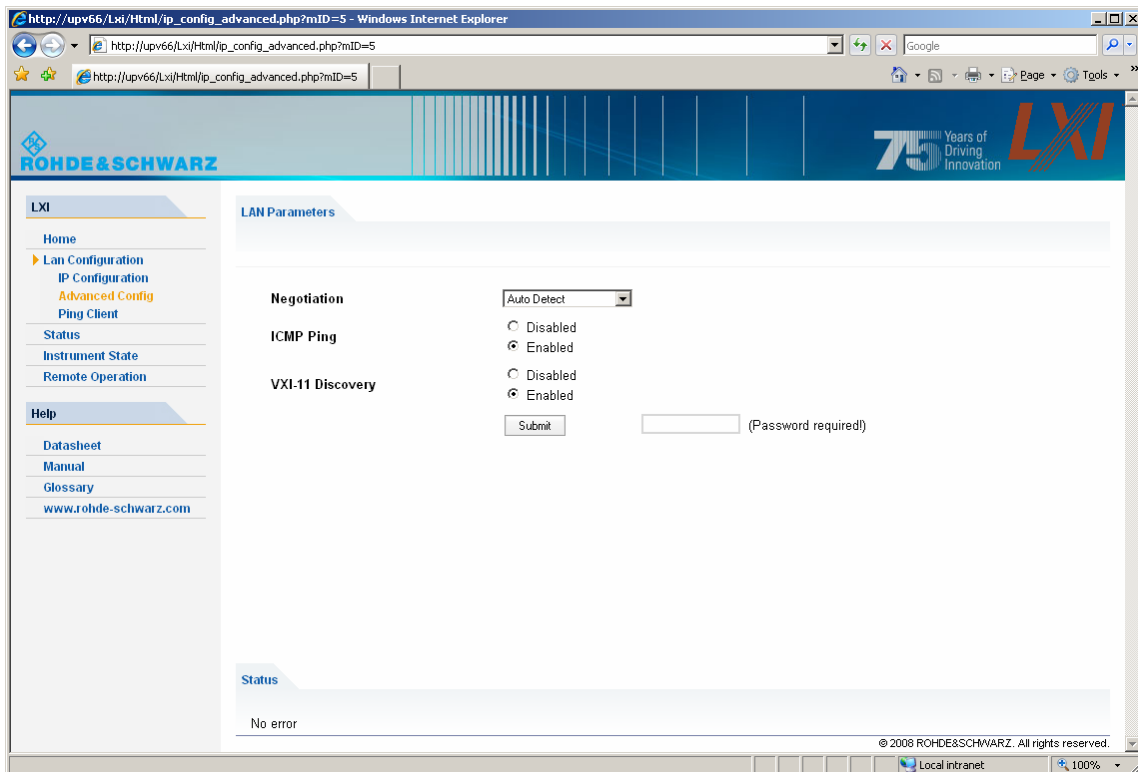 http://upv66/Lxi/Html/ip_config_advanced.php?mID=5 - Windows Internet Explorer
http://upv66/Lxi/Html/ip_config_advanced.php?mID=5
Google
http://upv66/Lxi/Html/ip_config_advanced.php?mID=5
Page
Tools
»
ROHDE&SCHWARZ
75 Years of
Driving
Innovation
LXI
LXI
Home
Lan Configuration
IP Configuration
Advanced Config
Ping Client
Status
Instrument State
Remote Operation
Help
Datasheet
Manual
Glossary
www.rohde-schwarz.com
LAN Parameters
Negotiation
Auto Detect
ICMP Ping
Disabled
Enabled
VXI-11 Discovery
Disabled
Enabled
Submit
(Password required!)
Status
No error
© 2008 ROHDE&SCHWARZ. All rights reserved.
Local intranet
100%